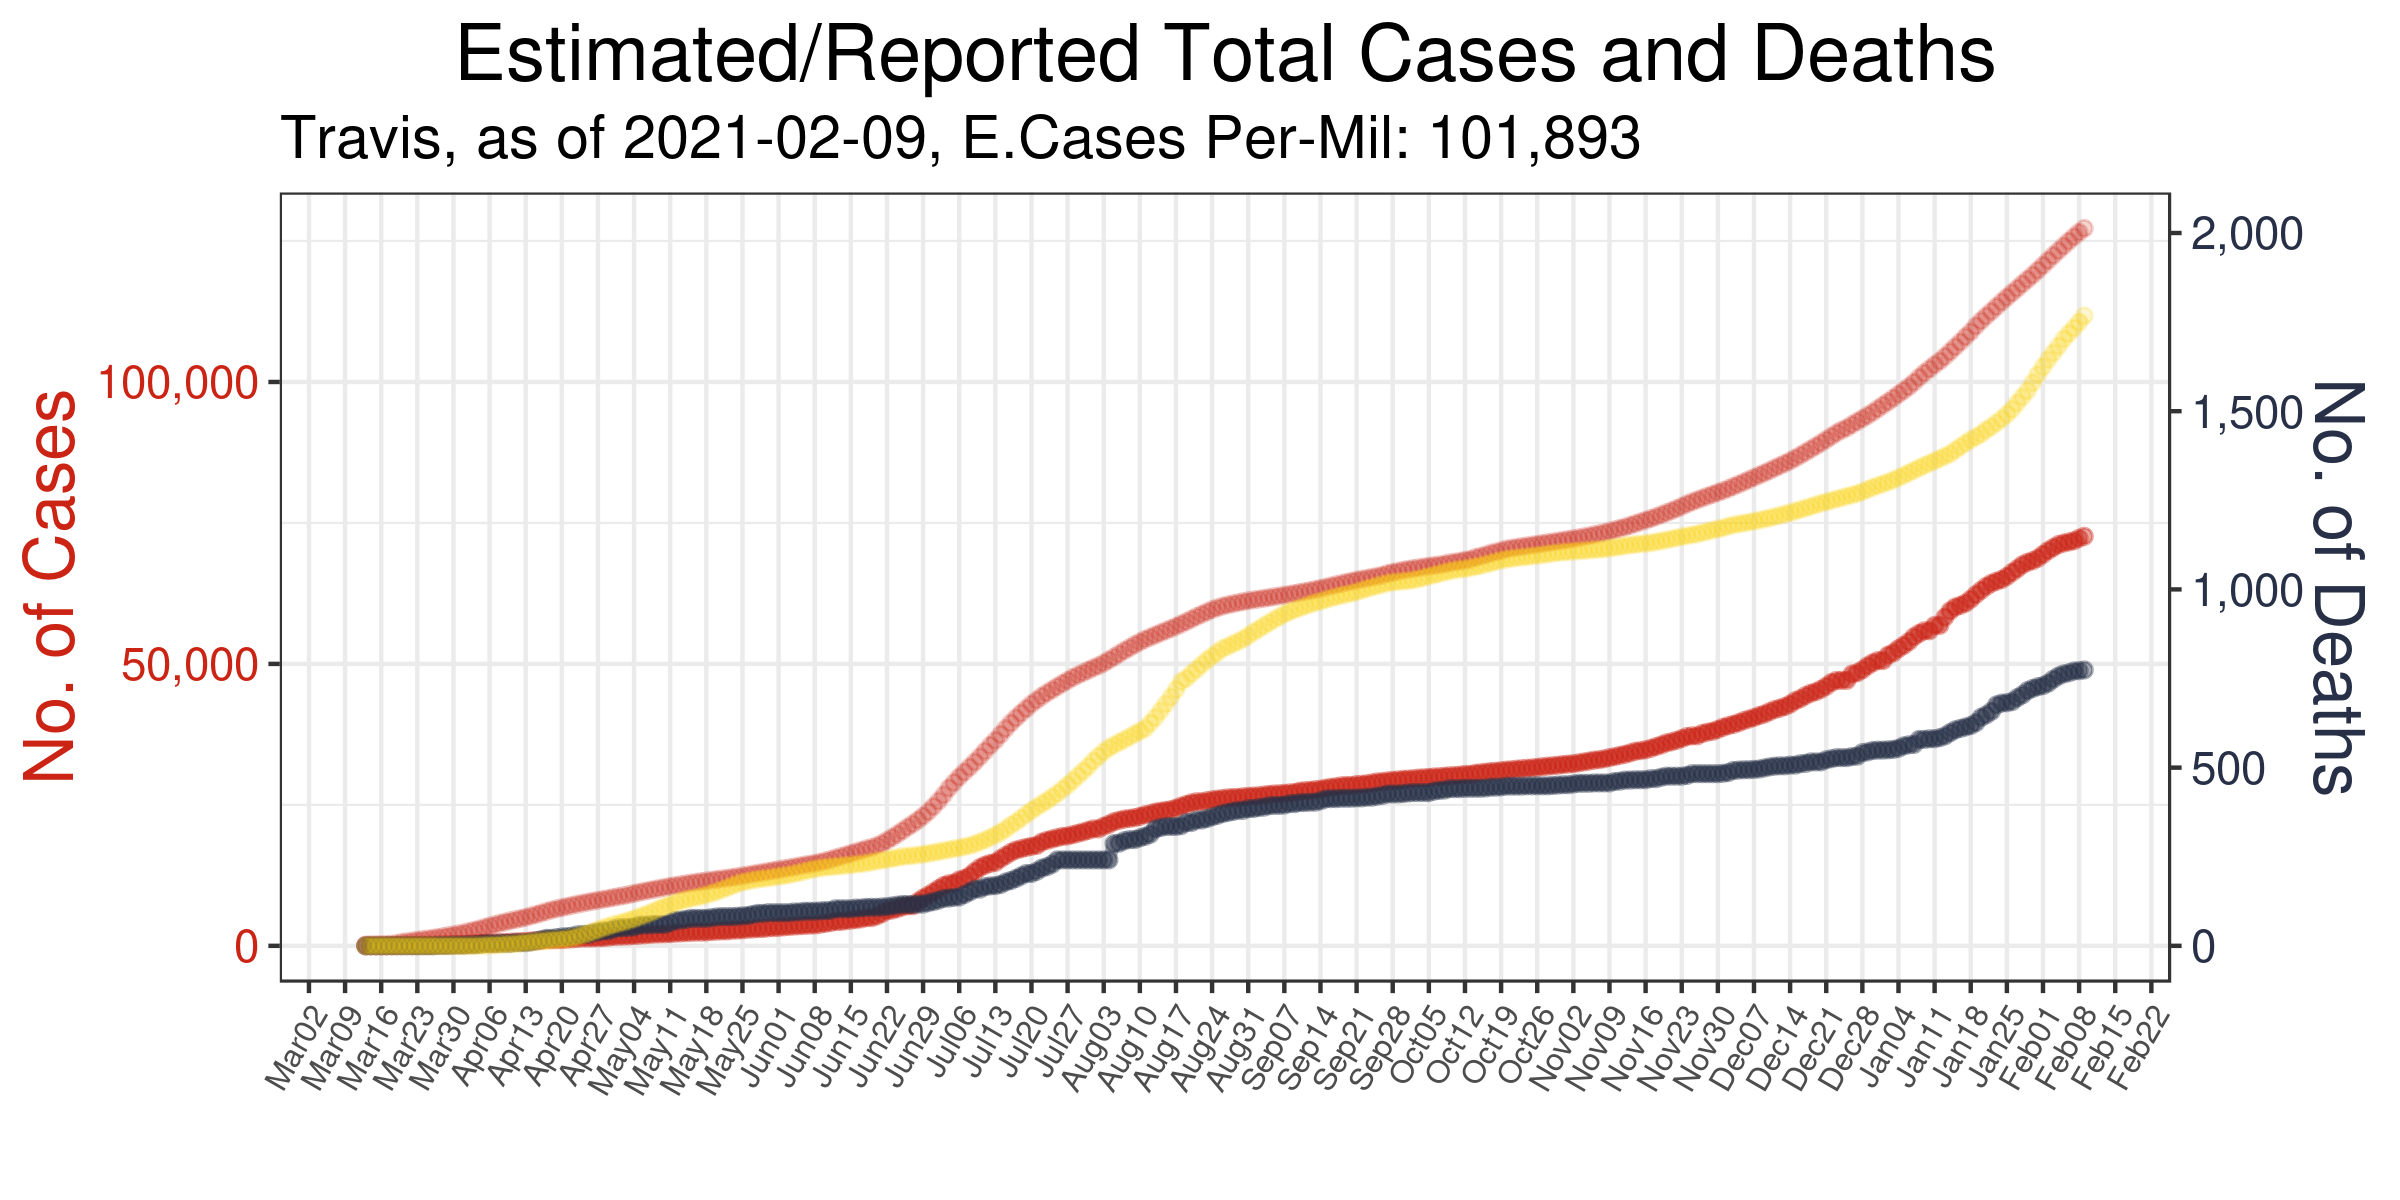 Estimated/Reported Total Cases and Deaths
Travis, as of 2021-02-09, E.Cases Per-Mil: 101,893
No. of Cases
100,000
50,000
0
2,000
1,500
1,000
500
0
No. of Deaths
Mar02
Mar09
Mar16
Mar23
Mar30
Apr06
Apr13
Apr20
Apr27
May04
May11
May18
May25
Jun01
Jun08
Jun15
Jun22
Jun29
Jul06
Jul13
Jul20
Jul27
Aug03
Aug10
Aug17
Aug24
Aug31
Sep07
Sep14
Sep21
Sep28
Oct05
Oct12
Oct19
Oct26
Nov02
Nov09
Nov16
Nov23
Nov30
Dec07
Dec14
Dec21
Dec28
Jan04
Jan11
Jan18
Jan25
Feb01
Feb08
Feb15
Feb22